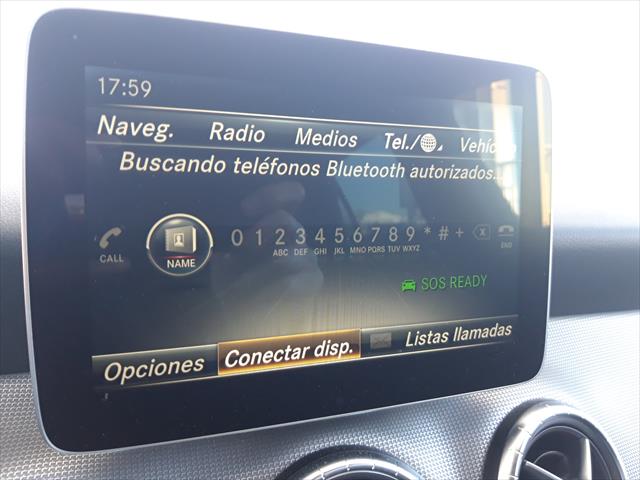 17:59
Naveg. Radio Medios Tel./ Vehíc
Buscando teléfonos Bluetooth autorizados...
0 1 2 3 4 5 6 7 8 9 * # +
CALL NAME ABC DEF GHI JKL MNO PQRS TUV WXYZ END
SOS READY
Opciones Conectar disp. Listas llamadas